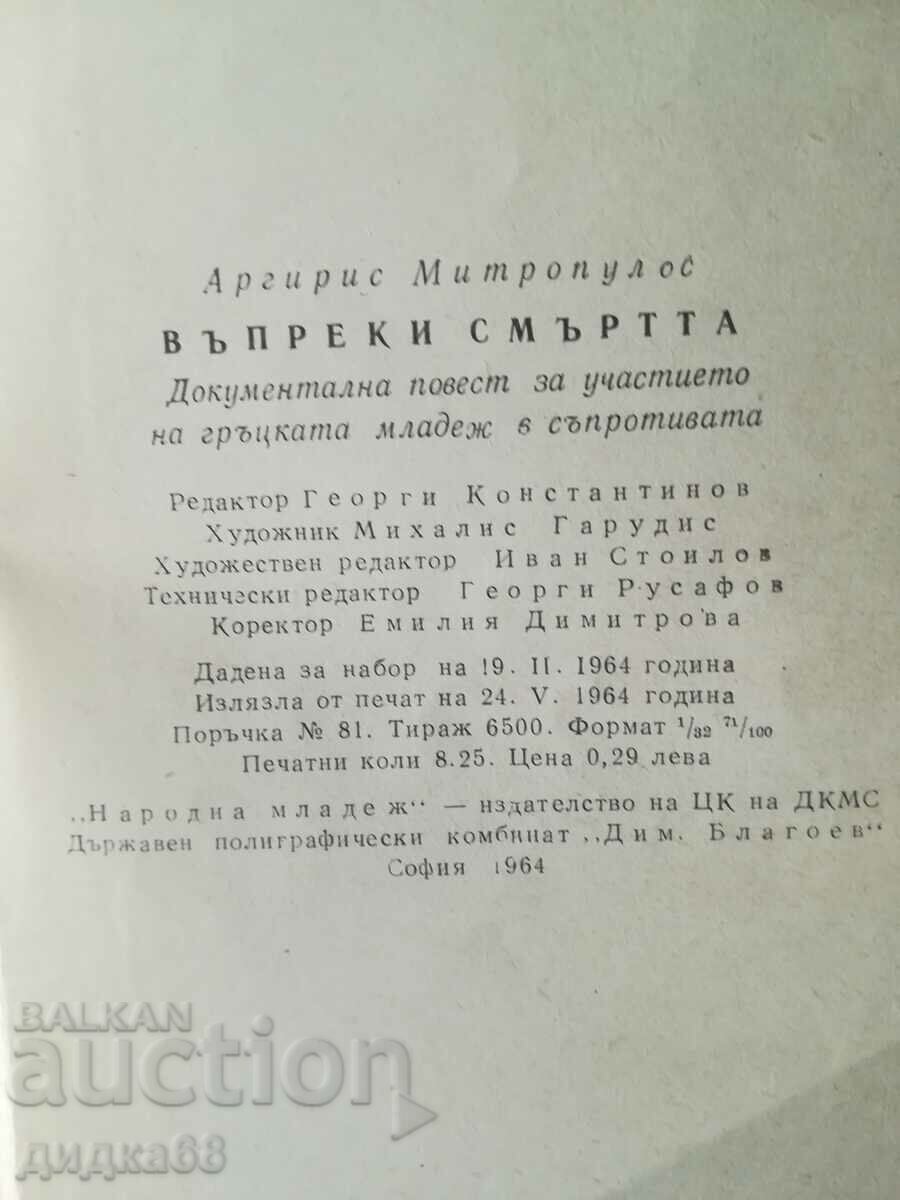 Аргирис Митропулос
ВЪПРЕКИ СМЪРТТА
Документална повест за участието
на гръцката младеж в съпротивата
Редактор Георги Константинов
Художник Михалис Гарудис
Художествен редактор Иван Стоилов
Технически редактор Георги Русафов
Коректор Емилия Димитрова
Дадена за набор на 19. II. 1964 година
Излязла от печат на 24. V. 1964 година
Поръчка № 81. Тираж 6500. Формат 1/32 71/100
Печатни коли 8.25. Цена 0,29 лева
„Народна младеж“ — издателство на ЦК на ДКМС
Държавен полиграфически комбинат „Дим. Благоев“
София 1964
BALKAN
auction
дидка68